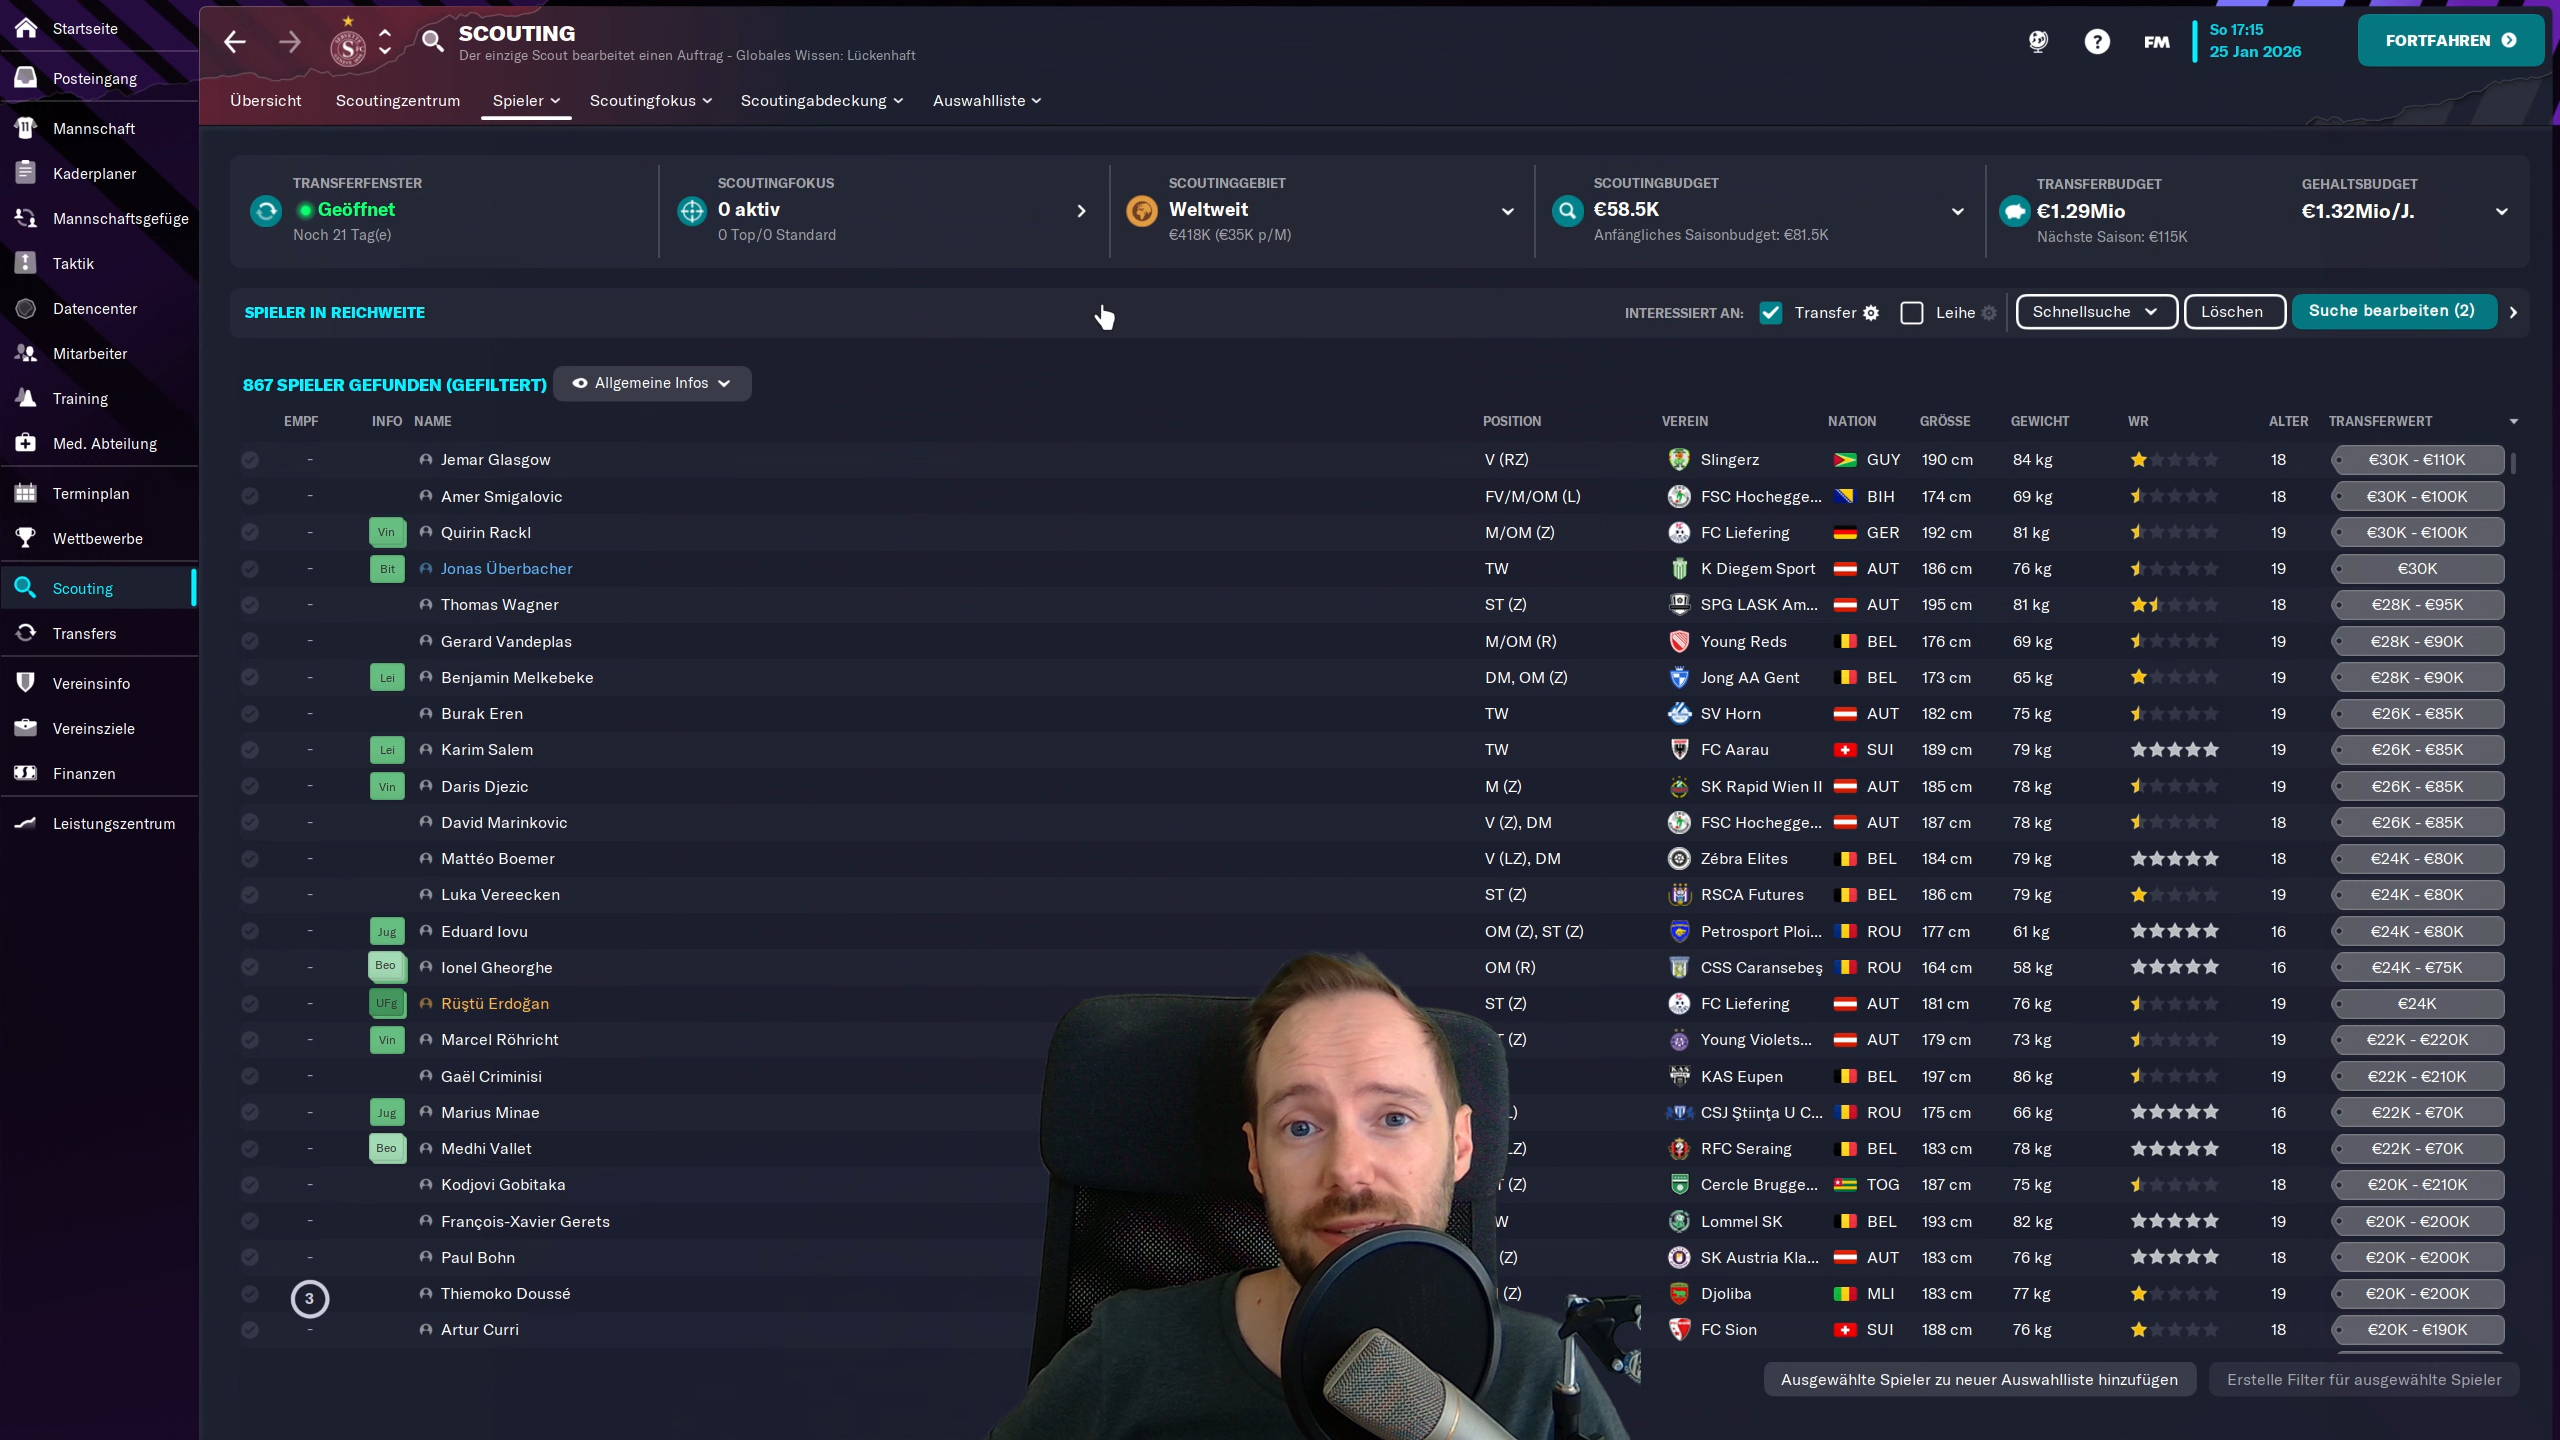 Startseite
Posteingang
Mannschaft
Kaderplaner
Mannschaftsgefüge
Taktik
Datencenter
Mitarbeiter
Training
Med. Abteilung
Terminplan
Wettbewerbe
Scouting
Transfers
Vereinsinfo
Vereinsziele
Finanzen
Leistungszentrum
SCOUTING
Der einzige Scout bearbeitet einen Auftrag - Globales Wissen: Lückenhaft
FM
So 17:15
25 Jan 2026
FORTFAHREN
Übersicht Scoutingzentrum Spieler Scoutingfokus Scoutingabdeckung Auswahlliste
TRANSFERFENSTER
Geöffnet
Noch 21 Tag(e)
SCOUTINGFOKUS
0 aktiv
0 Top/0 Standard
SCOUTINGGEBIET
Weltweit
€418K (€35K p/M)
SCOUTINGBUDGET
€58.5K
Anfängliches Saisonbudget: €81.5K
TRANSFERBUDGET
€1.29Mio
Nächste Saison: €115K
GEHALTSBUDGET
€1.32Mio/J.
SPIELER IN REICHWEITE
INTERESSIERT AN: Transfer Leihe Schnellsuche Löschen Suche bearbeiten (2)
867 SPIELER GEFUNDEN (GEFILTERT) Allgemeine Infos
EMPF INFO NAME POSITION VEREIN NATION GRÖSSE GEWICHT WR ALTER TRANSFERWERT
- Jemar Glasgow V (RZ) Slingerz GUY 190 cm 84 kg 18 €30K - €110K
- Amer Smigalovic FV/M/OM (L) FSC Hochegge... BIH 174 cm 69 kg 18 €30K - €100K
- Vin Quirin Rackl M/OM (Z) FC Liefering GER 192 cm 81 kg 19 €30K - €100K
- Bit Jonas Überbacher TW K Diegem Sport AUT 186 cm 76 kg 19 €30K
- Thomas Wagner ST (Z) SPG LASK Am... AUT 195 cm 81 kg 18 €28K - €95K
- Gerard Vandeplas M/OM (R) Young Reds BEL 176 cm 69 kg 19 €28K - €90K
- Lei Benjamin Melkebeke DM, OM (Z) Jong AA Gent BEL 173 cm 65 kg 19 €28K - €90K
- Burak Eren TW SV Horn AUT 182 cm 75 kg 19 €26K - €85K
- Lei Karim Salem TW FC Aarau SUI 189 cm 79 kg 19 €26K - €85K
- Vin Daris Djezic M (Z) SK Rapid Wien II AUT 185 cm 78 kg 19 €26K - €85K
- David Marinkovic V (Z), DM FSC Hochegge... AUT 187 cm 78 kg 18 €26K - €85K
- Mattéo Boemer V (LZ), DM Zébra Elites BEL 184 cm 79 kg 18 €24K - €80K
- Luka Vereecken ST (Z) RSCA Futures BEL 186 cm 79 kg 19 €24K - €80K
- Jug Eduard Iovu OM (Z), ST (Z) Petrosport Ploi... ROU 177 cm 61 kg 16 €24K - €80K
- Beo Ionel Gheorghe OM (R) CSS Caransebeş ROU 164 cm 58 kg 16 €24K - €75K
- UFg Rüştü Erdoğan ST (Z) FC Liefering AUT 181 cm 76 kg 19 €24K
- Vin Marcel Röhricht (Z) Young Violets... AUT 179 cm 73 kg 19 €22K - €220K
- Gaël Criminisi KAS Eupen BEL 197 cm 86 kg 19 €22K - €210K
- Jug Marius Minae CSJ Ştiinţa U C... ROU 175 cm 66 kg 16 €22K - €70K
- Beo Medhi Vallet Z) RFC Seraing BEL 183 cm 78 kg 18 €22K - €70K
- Kodjovi Gobitaka (Z) Cercle Brugge... TOG 187 cm 75 kg 18 €20K - €210K
- François-Xavier Gerets W Lommel SK BEL 193 cm 82 kg 19 €20K - €200K
- Paul Bohn (Z) SK Austria Kla... AUT 183 cm 76 kg 18 €20K - €200K
3 Thiemoko Doussé (Z) Djoliba MLI 183 cm 77 kg 19 €20K - €200K
- Artur Curri FC Sion SUI 188 cm 76 kg 18 €20K - €190K
Ausgewählte Spieler zu neuer Auswahlliste hinzufügen Erstelle Filter für ausgewählte Spieler